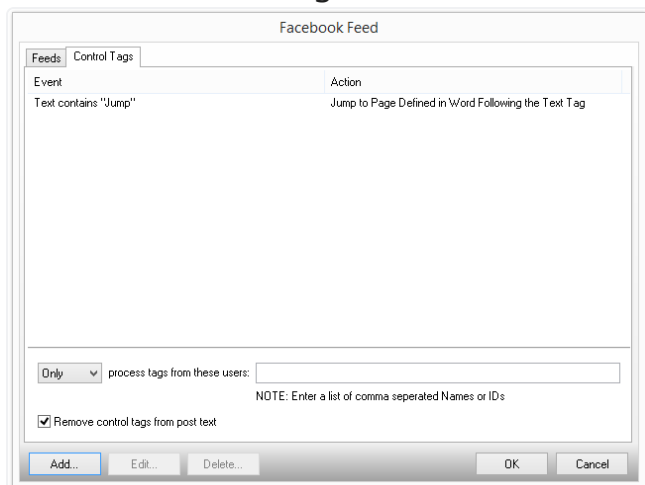 Facebook Feed
Feeds Control Tags
Event Action
Text contains "Jump" Jump to Page Defined in Word Following the Text Tag
Only process tags from these users:
NOTE: Enter a list of comma seperated Names or IDs
Remove control tags from post text
Add... Edit... Delete... OK Cancel